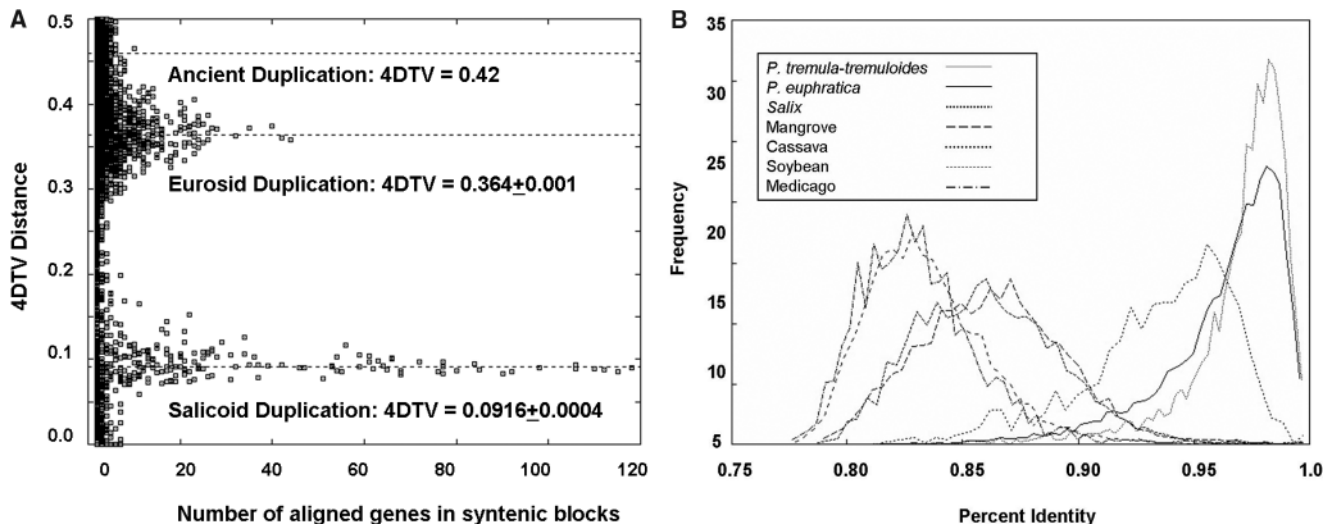 A
4DTV Distance
0.5
0.4
0.3
0.2
0.1
0.0
Ancient Duplication: 4DTV = 0.42
Eurosid Duplication: 4DTV = 0.364±0.001
Salicoid Duplication: 4DTV = 0.0916±0.0004
0 20 40 60 80 100 120
Number of aligned genes in syntenic blocks
B
Frequency
35
30
25
20
15
10
5
P. tremula-tremuloides
P. euphratica
Salix
Mangrove
Cassava
Soybean
Medicago
0.75 0.80 0.85 0.90 0.95 1.0
Percent Identity